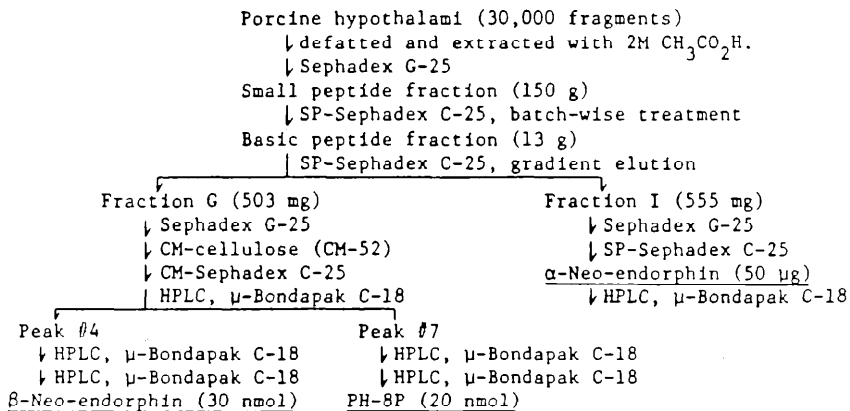 Porcine hypothalami (30,000 fragments)
↓defatted and extracted with 2M CH₃CO₂H.
↓Sephadex G-25
Small peptide fraction (150 g)
↓SP-Sephadex C-25, batch-wise treatment
Basic peptide fraction (13 g)
SP-Sephadex C-25, gradient elution
Fraction G (503 mg)
↓Sephadex G-25
↓CM-cellulose (CM-52)
↓CM-Sephadex C-25
HPLC, μ-Bondapak C-18
Fraction I (555 mg)
↓Sephadex G-25
↓SP-Sephadex C-25
α-Neo-endorphin (50 μg)
↓HPLC, μ-Bondapak C-18
Peak #4
↓HPLC, μ-Bondapak C-18
↓HPLC, μ-Bondapak C-18
β-Neo-endorphin (30 nmol)
Peak #7
↓HPLC, μ-Bondapak C-18
↓HPLC, μ-Bondapak C-18
PH-8P (20 nmol)